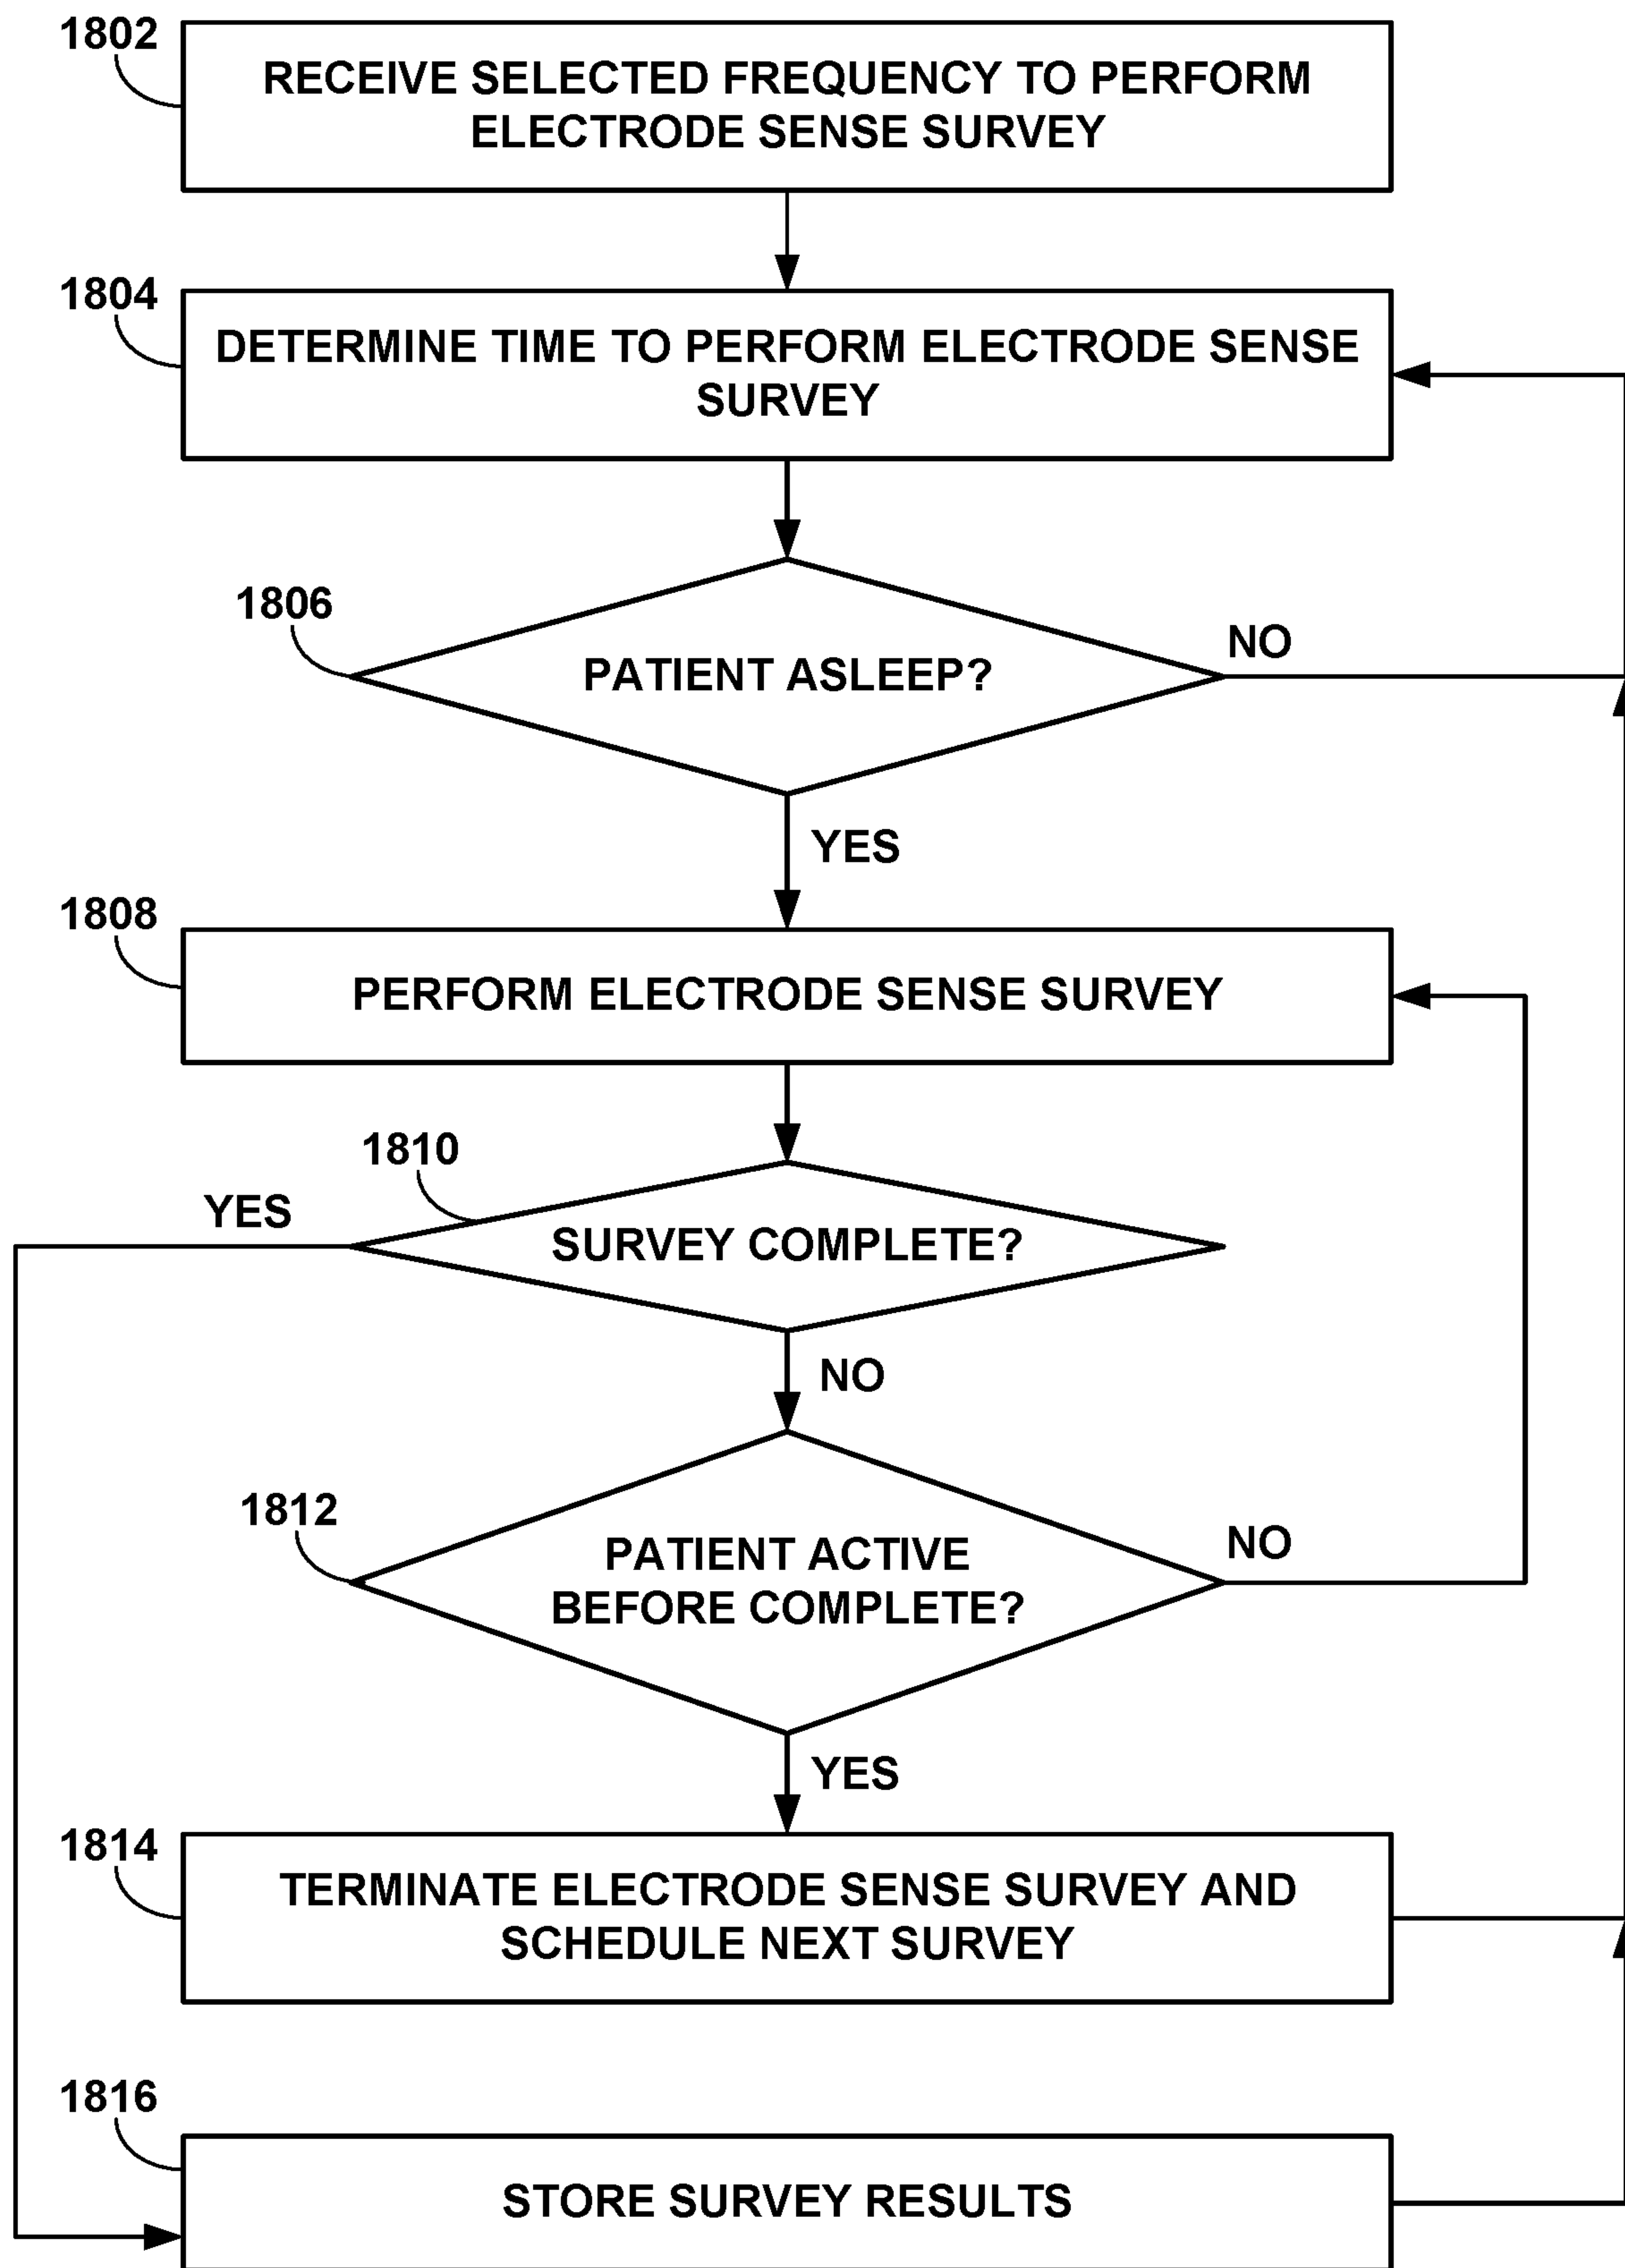 1802
RECEIVE SELECTED FREQUENCY TO PERFORM
ELECTRODE SENSE SURVEY
1804
DETERMINE TIME TO PERFORM ELECTRODE SENSE
SURVEY
1806
PATIENT ASLEEP?
NO
YES
1808
PERFORM ELECTRODE SENSE SURVEY
1810
YES
SURVEY COMPLETE?
NO
1812
PATIENT ACTIVE
BEFORE COMPLETE?
NO
YES
1814
TERMINATE ELECTRODE SENSE SURVEY AND
SCHEDULE NEXT SURVEY
1816
STORE SURVEY RESULTS